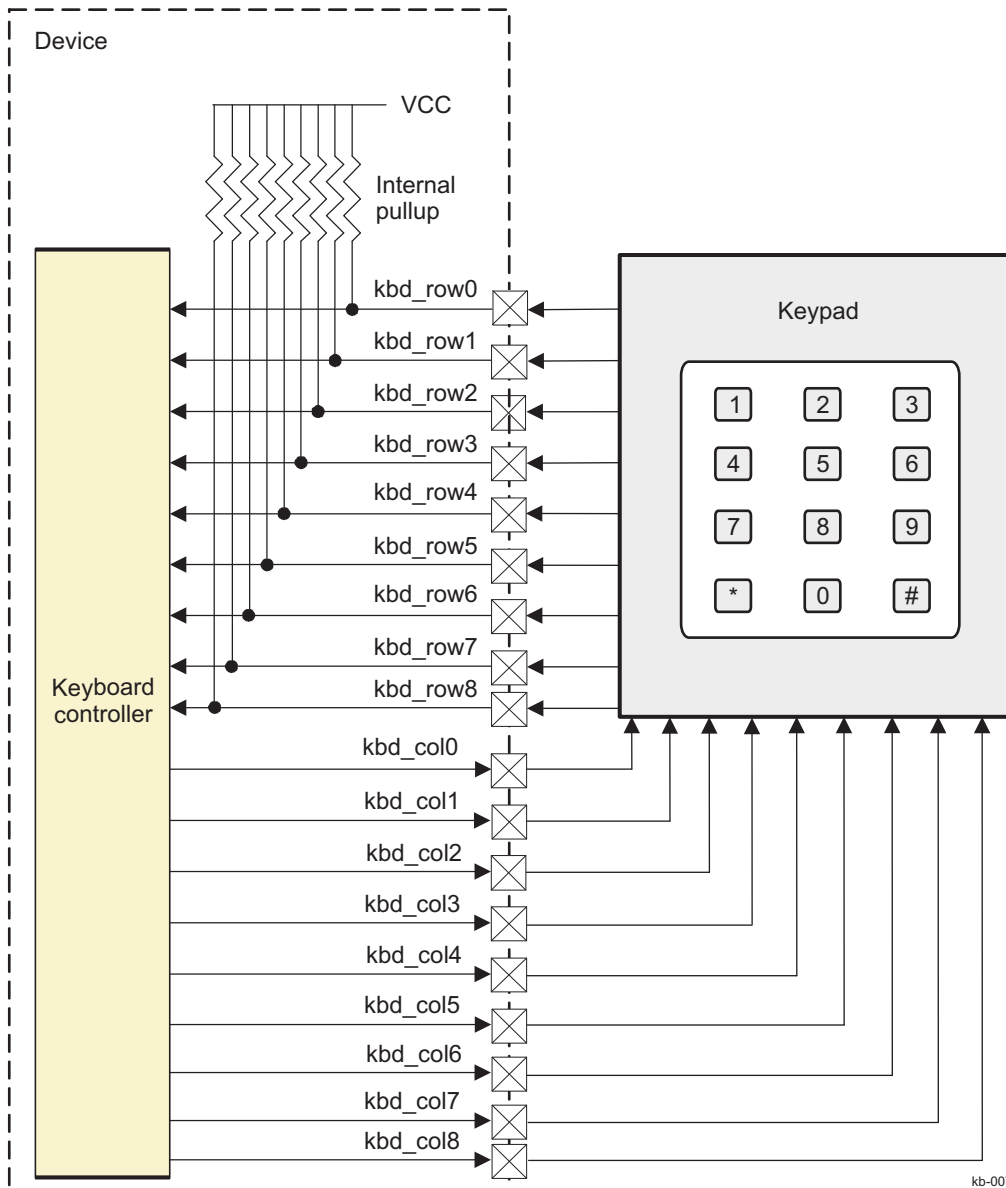 Device
VCC
Internal
pullup
kbd_row0
kbd_row1
kbd_row2
kbd_row3
kbd_row4
kbd_row5
kbd_row6
kbd_row7
kbd_row8
Keyboard
controller
kbd_col0
kbd_col1
kbd_col2
kbd_col3
kbd_col4
kbd_col5
kbd_col6
kbd_col7
kbd_col8
Keypad
1 2 3
4 5 6
7 8 9
* 0 #
kb-00